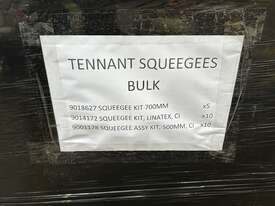 TENNANT SQUEEGEES
BULK
9018627 SQUEEGEE KIT 700MM x5
9014172 SQUEEGEE KIT, LINATEX, CI x10
9001178 SQUEEGEE ASSY KIT, 500MM, CI x10